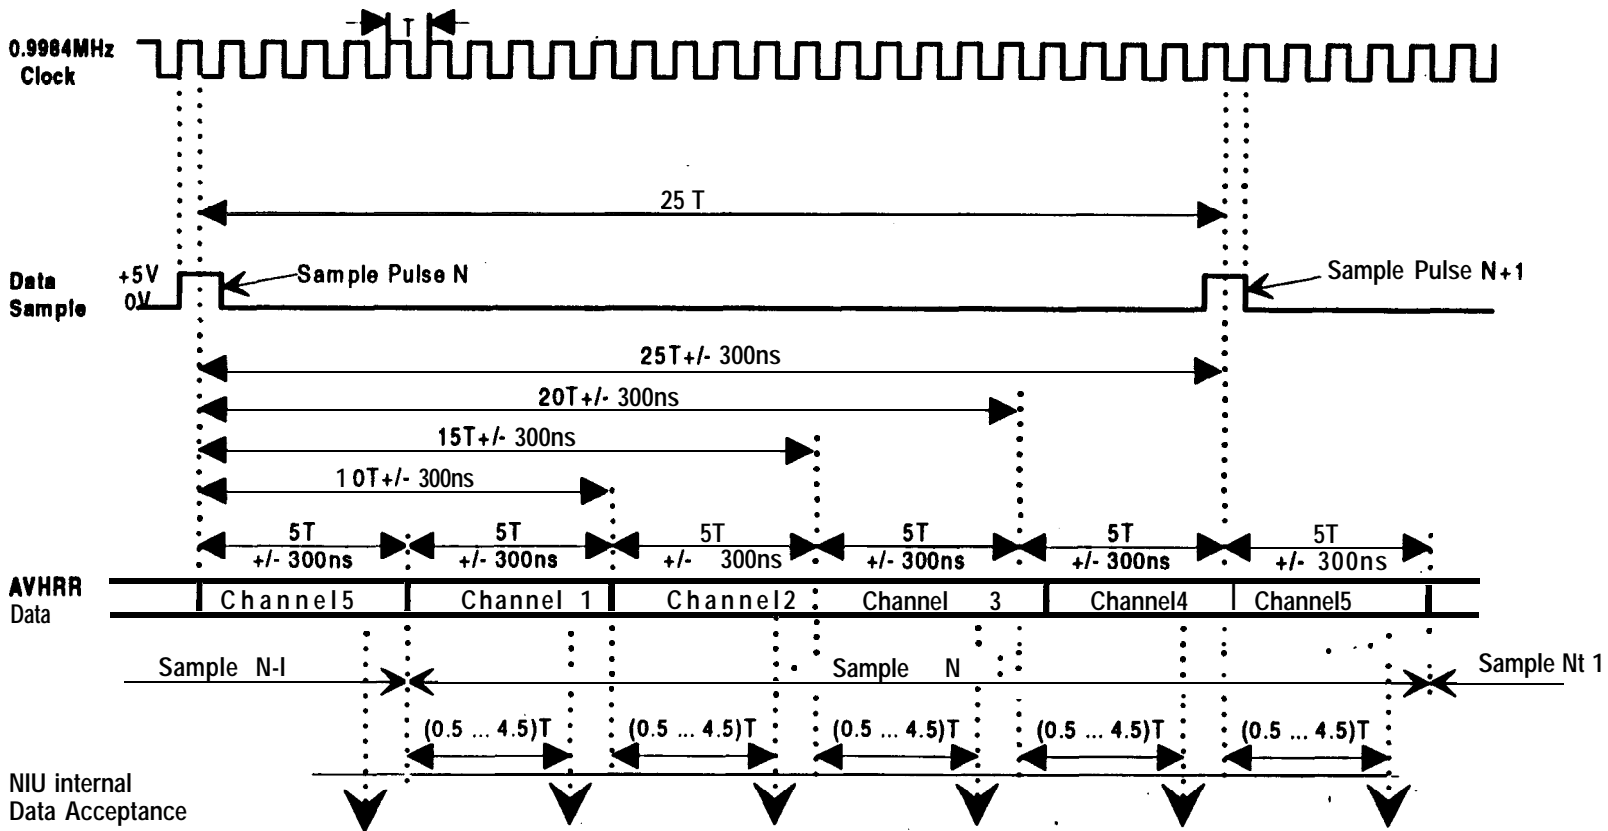 T
0.9984MHz
Clock
25 T
Data
Sample
+5V
0V
Sample Pulse N
Sample Pulse N+1
25T+/- 300ns
20T+/- 300ns
15T+/- 300ns
10T+/- 300ns
5T 5T 5T 5T 5T 5T
+/- 300ns +/- 300ns +/- 300ns +/- 300ns +/- 300ns +/- 300ns
AVHRR
Data
Channel5 Channel 1 Channel2 Channel 3 Channel4 Channel5
Sample N-I Sample N Sample Nt 1
(0.5 ... 4.5)T (0.5 ... 4.5)T (0.5 ... 4.5)T (0.5 ... 4.5)T (0.5 ... 4.5)T
NIU internal
Data Acceptance